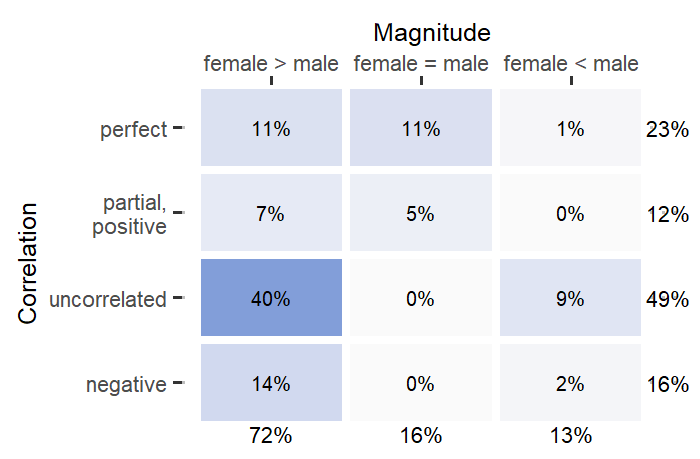 Magnitude
female > male female = male female < male
perfect 11% 11% 1% 23%
partial,
positive 7% 5% 0% 12%
uncorrelated 40% 0% 9% 49%
negative 14% 0% 2% 16%
72% 16% 13%
Correlation